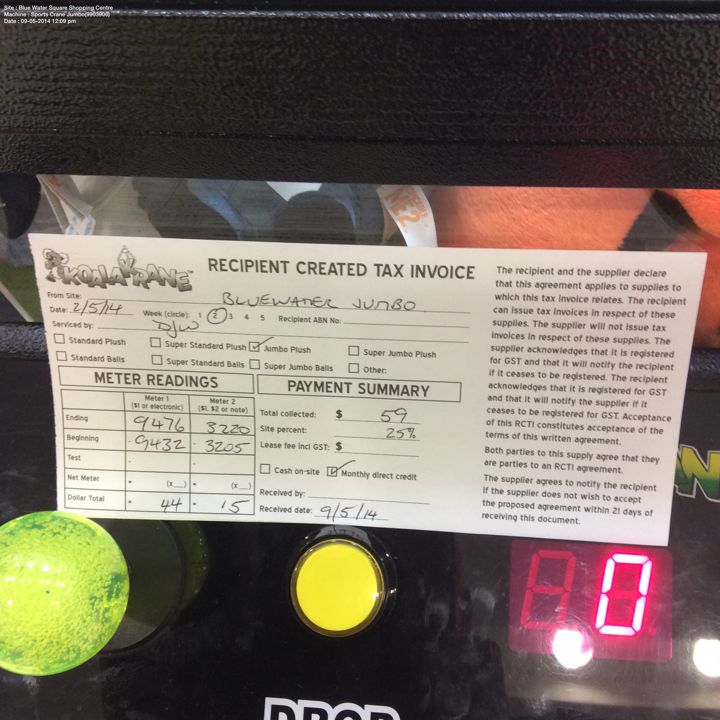 Site : Blue Water Square Shopping Centre
Machine : Sports Crane Jumbo(9903900)
Date : 09-05-2014 12:09 pm
NE2
KOALA KRANE™
RECIPIENT CREATED TAX INVOICE
From Site: BLUEWATER JUMBO
Date: 2/5/14 Week (circle): 1 2 3 4 5 Recipient ABN No:
Serviced by: DJW
Standard Plush Super Standard Plush Jumbo Plush Super Jumbo Plush
Standard Balls Super Standard Balls Super Jumbo Balls Other:
METER READINGS
Meter 1 ($1 or electronic) Meter 2 ($1, $2 or note)
Ending 9476 3220
Beginning 9432 3205
Test
Net Meter = (x__) = (x__)
Dollar Total = 44 = 15
PAYMENT SUMMARY
Total collected: $ 59
Site percent: 25%
Lease fee incl GST: $
Cash on-site Monthly direct credit
Received by:
Received date: 9/5/14
The recipient and the supplier declare
that this agreement applies to supplies to
which this tax invoice relates. The recipient
can issue tax invoices in respect of these
supplies. The supplier will not issue tax
invoices in respect of these supplies. The
supplier acknowledges that it is registered
for GST and that it will notify the recipient
if it ceases to be registered. The recipient
acknowledges that it is registered for GST
and that it will notify the supplier if it
ceases to be registered for GST. Acceptance
of this RCTI constitutes acceptance of the
terms of this written agreement.
Both parties to this supply agree that they
are parties to an RCTI agreement.
The supplier agrees to notify the recipient
if the supplier does not wish to accept
the proposed agreement within 21 days of
receiving this document.
0
DROP